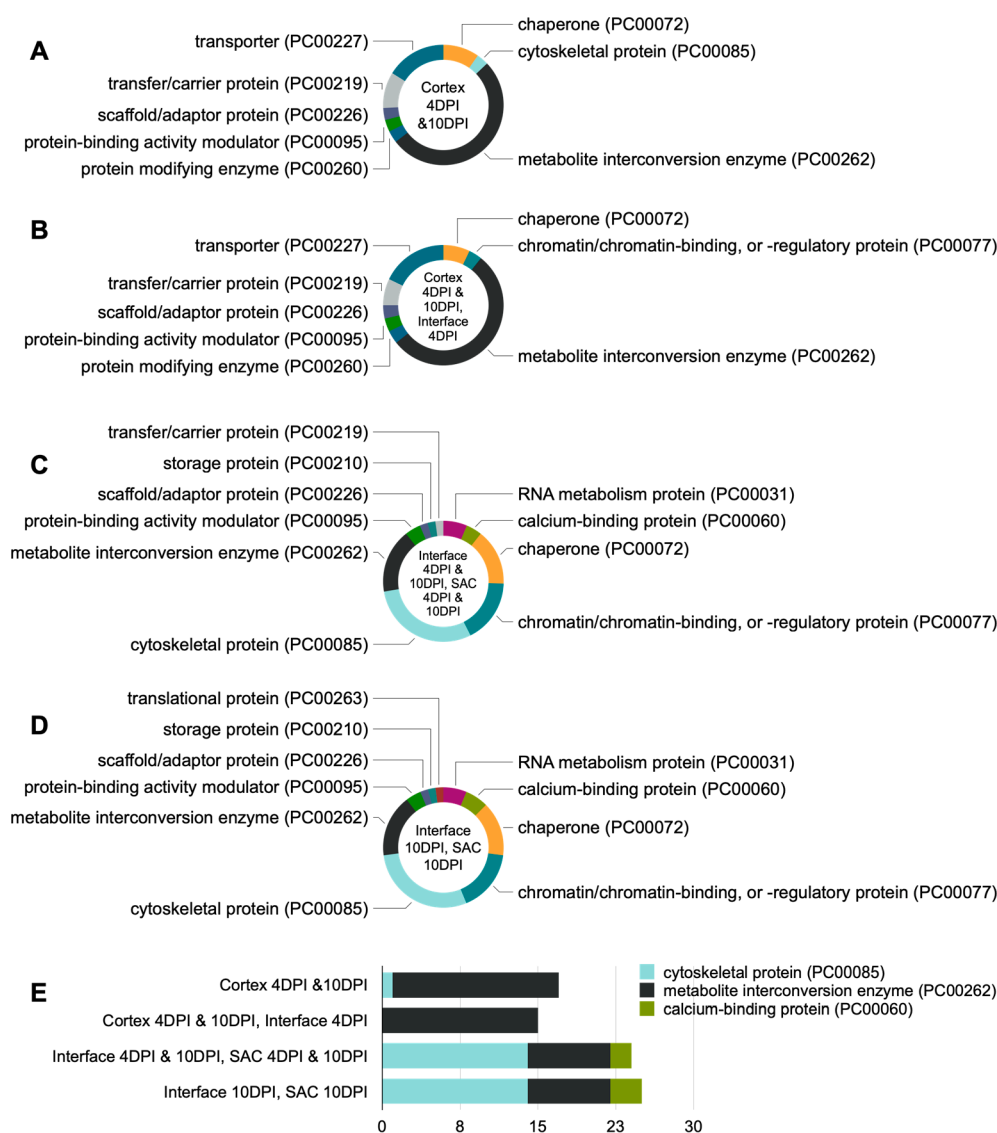 A
transporter (PC00227)
transfer/carrier protein (PC00219)
scaffold/adaptor protein (PC00226)
protein-binding activity modulator (PC00095)
protein modifying enzyme (PC00260)
Cortex
4DPI
&10DPI
chaperone (PC00072)
cytoskeletal protein (PC00085)
metabolite interconversion enzyme (PC00262)
B
transporter (PC00227)
transfer/carrier protein (PC00219)
scaffold/adaptor protein (PC00226)
protein-binding activity modulator (PC00095)
protein modifying enzyme (PC00260)
Cortex
4DPI &
10DPI,
Interface
4DPI
chaperone (PC00072)
chromatin/chromatin-binding, or -regulatory protein (PC00077)
metabolite interconversion enzyme (PC00262)
C
transfer/carrier protein (PC00219)
storage protein (PC00210)
scaffold/adaptor protein (PC00226)
protein-binding activity modulator (PC00095)
metabolite interconversion enzyme (PC00262)
cytoskeletal protein (PC00085)
Interface
4DPI &
10DPI, SAC
4DPI &
10DPI
RNA metabolism protein (PC00031)
calcium-binding protein (PC00060)
chaperone (PC00072)
chromatin/chromatin-binding, or -regulatory protein (PC00077)
D
translational protein (PC00263)
storage protein (PC00210)
scaffold/adaptor protein (PC00226)
protein-binding activity modulator (PC00095)
metabolite interconversion enzyme (PC00262)
cytoskeletal protein (PC00085)
Interface
10DPI, SAC
10DPI
RNA metabolism protein (PC00031)
calcium-binding protein (PC00060)
chaperone (PC00072)
chromatin/chromatin-binding, or -regulatory protein (PC00077)
E
Cortex 4DPI &10DPI
Cortex 4DPI & 10DPI, Interface 4DPI
Interface 4DPI & 10DPI, SAC 4DPI & 10DPI
Interface 10DPI, SAC 10DPI
0 8 15 23 30
cytoskeletal protein (PC00085)
metabolite interconversion enzyme (PC00262)
calcium-binding protein (PC00060)